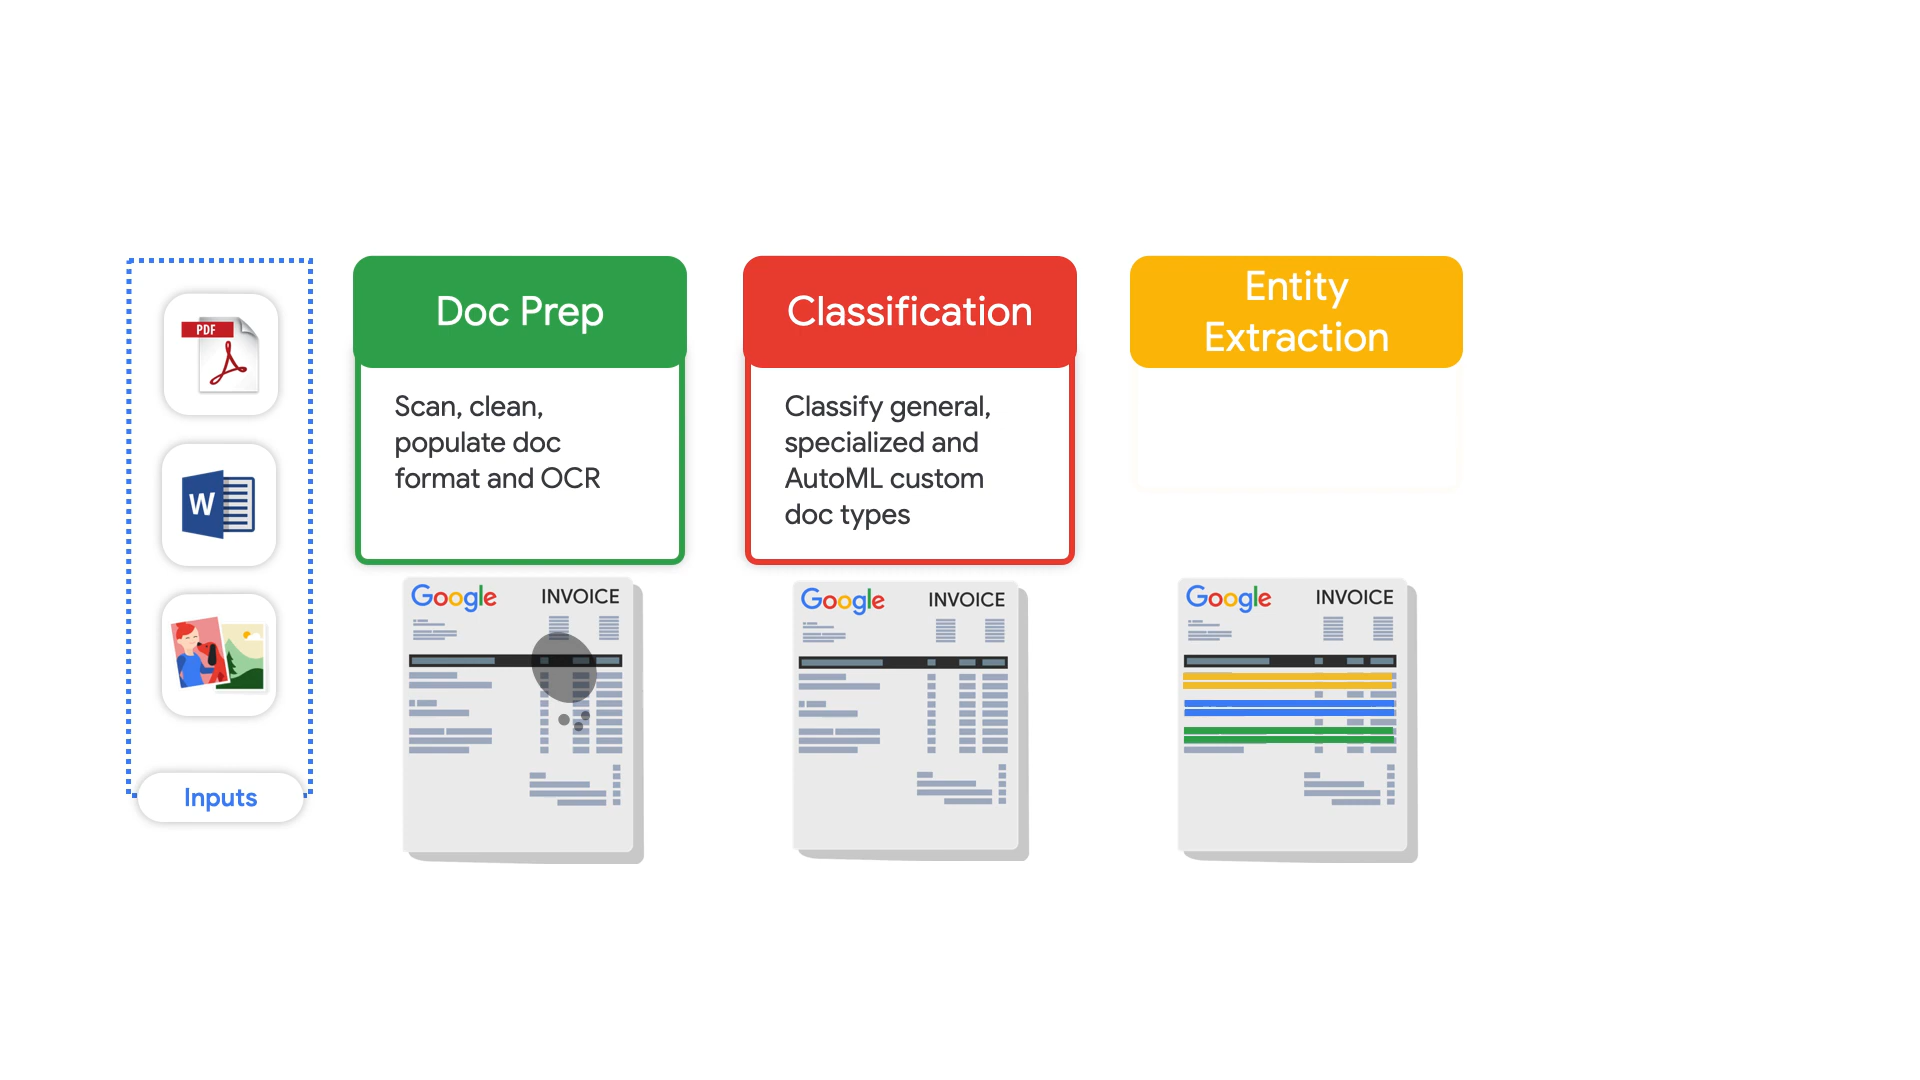 PDF
W
Inputs
Doc Prep
Scan, clean,
populate doc
format and OCR
Google INVOICE
Classification
Classify general,
specialized and
AutoML custom
doc types
Google INVOICE
Entity
Extraction
Google INVOICE